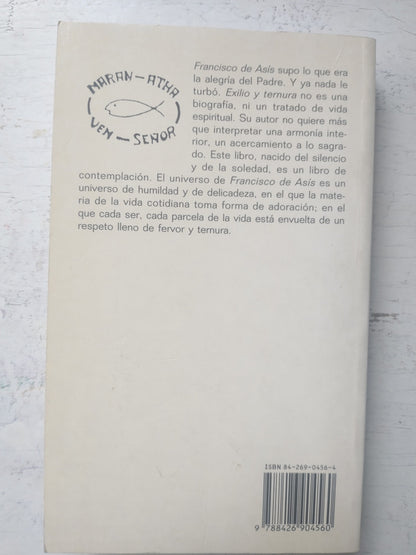 MARAN-ATHA
VEN-SEÑOR
Francisco de Asís supo lo que era
la alegría del Padre. Y ya nada le
turbó. Exilio y ternura no es una
biografía, ni un tratado de vida
espiritual. Su autor no quiere más
que interpretar una armonía inte-
rior, un acercamiento a lo sagra-
do. Este libro, nacido del silencio
y de la soledad, es un libro de
contemplación. El universo de Francisco de Asís es un
universo de humildad y de delicadeza, en el que la mate-
ria de la vida cotidiana toma forma de adoración; en el
que cada ser, cada parcela de la vida está envuelta de un
respeto lleno de fervor y ternura.
ISBN 84-269-0456-4
9 788426 904560